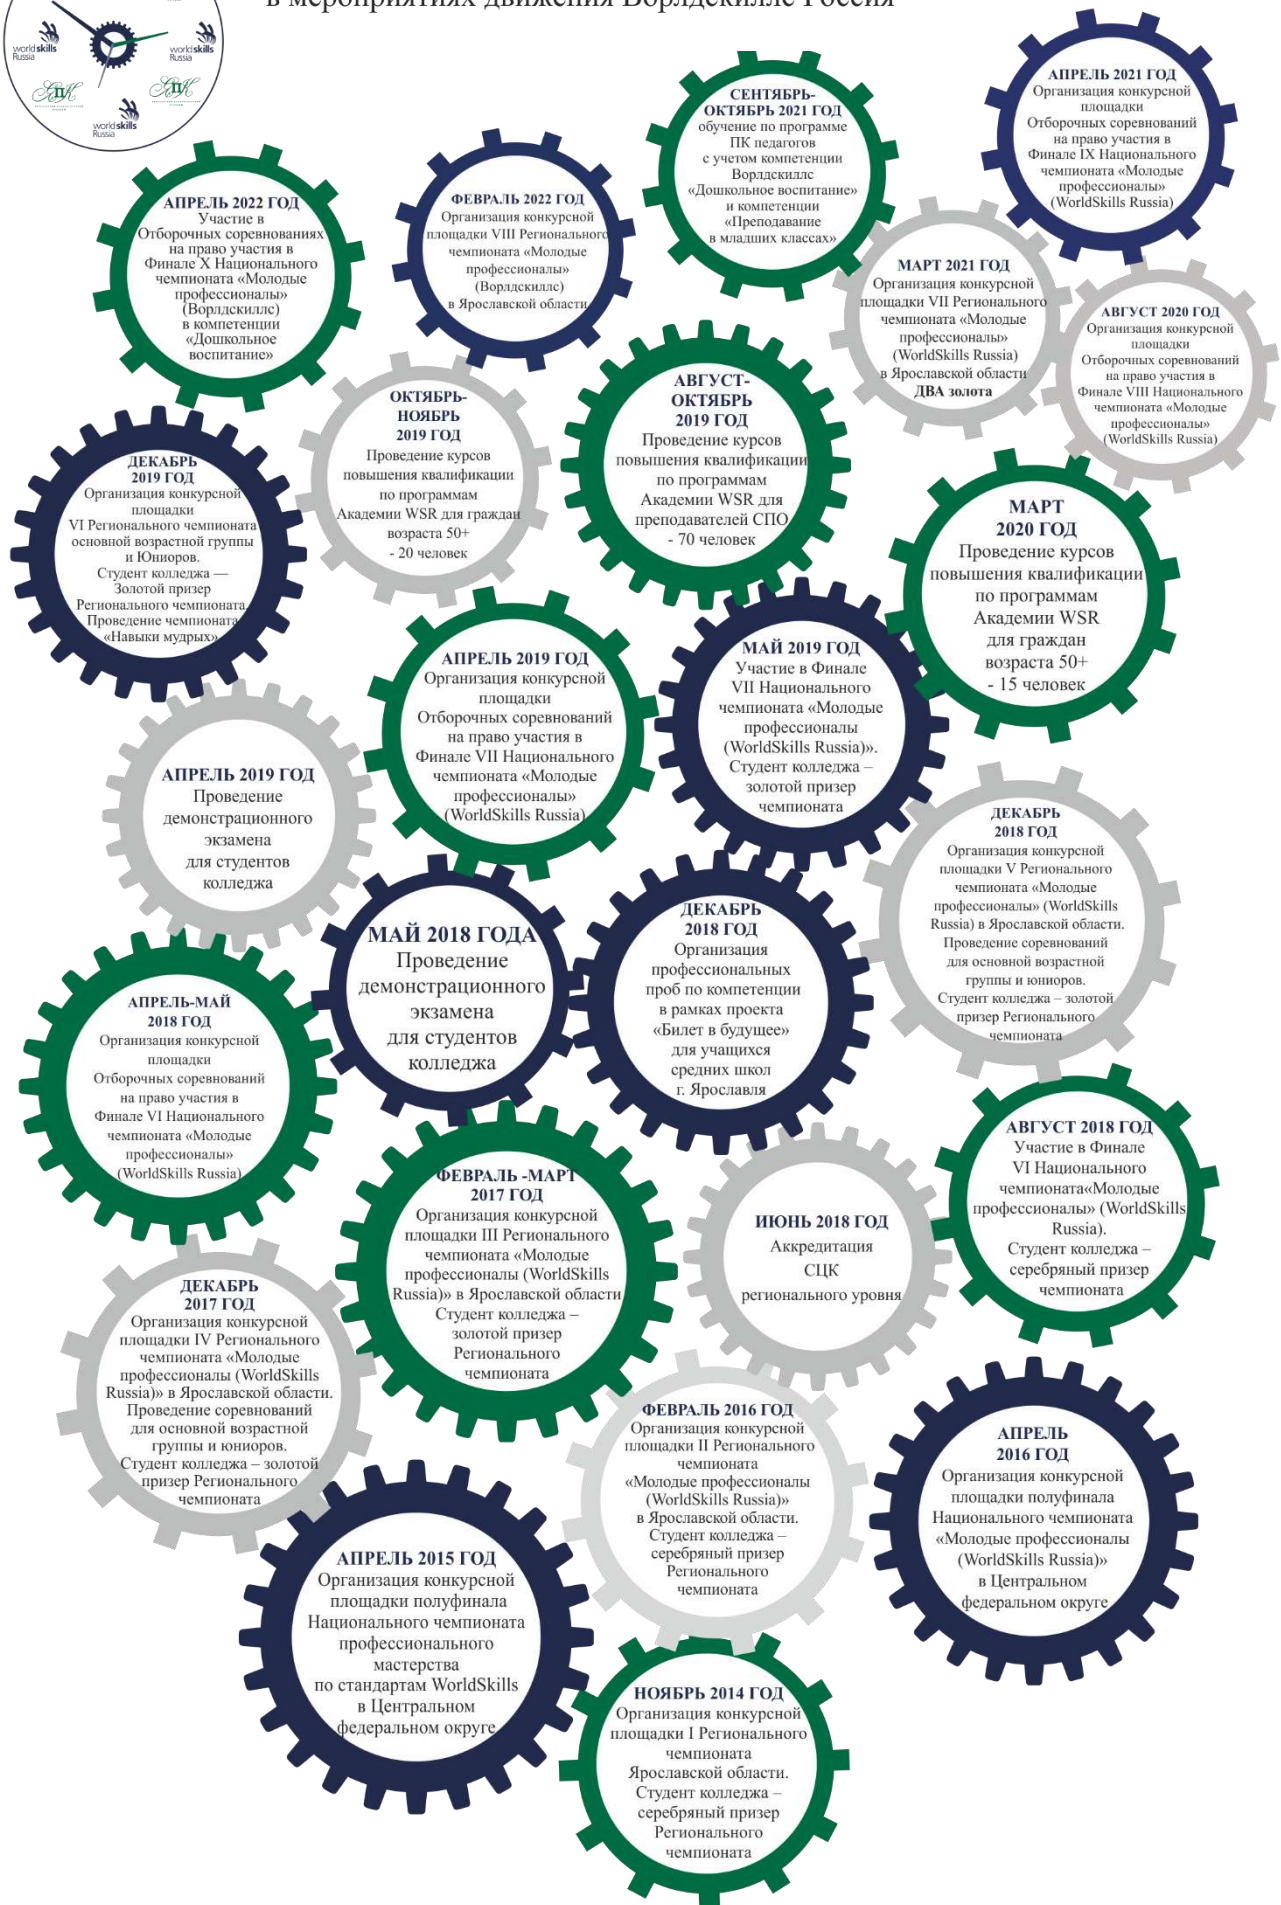 в мероприятиях движения Ворлдскиллс Россия
world skills
Russia
world skills
Russia
ЯПК
ЯПК
world skills
Russia
АПРЕЛЬ 2021 ГОД
Организация конкурсной
площадки
Отборочных соревнований
на право участия в
Финале IX Национального
чемпионата «Молодые
профессионалы»
(WorldSkills Russia)
СЕНТЯБРЬ-
ОКТЯБРЬ 2021 ГОД
обучение по программе
ПК педагогов
с учетом компетенции
Ворлдскиллс
«Дошкольное воспитание»
и компетенции
«Преподавание
в младших классах»
ФЕВРАЛЬ 2022 ГОД
Организация конкурсной
площадки VIII Регионального
чемпионата «Молодые
профессионалы»
(Ворлдскиллс)
в Ярославской области
АПРЕЛЬ 2022 ГОД
Участие в
Отборочных соревнованиях
на право участия в
Финале X Национального
чемпионата «Молодые
профессионалы»
(Ворлдскиллс)
в компетенции
«Дошкольное
воспитание»
МАРТ 2021 ГОД
Организация конкурсной
площадки VII Регионального
чемпионата «Молодые
профессионалы»
(WorldSkills Russia)
в Ярославской области
ДВА золота
АВГУСТ 2020 ГОД
Организация конкурсной
площадки
Отборочных соревнований
на право участия в
Финале VIII Национального
чемпионата «Молодые
профессионалы»
(WorldSkills Russia)
ОКТЯБРЬ-
НОЯБРЬ
2019 ГОД
Проведение курсов
повышения квалификации
по программам
Академии WSR для граждан
возраста 50+
- 20 человек
АВГУСТ-
ОКТЯБРЬ
2019 ГОД
Проведение курсов
повышения квалификации
по программам
Академии WSR для
преподавателей СПО
- 70 человек
ДЕКАБРЬ
2019 ГОД
Организация конкурсной
площадки
VI Регионального чемпионата
основной возрастной группы
и Юниоров.
Студент колледжа —
Золотой призер
Регионального чемпионата.
Проведение чемпионата
«Навыки мудрых»
МАРТ
2020 ГОД
Проведение курсов
повышения квалификации
по программам
Академии WSR
для граждан
возраста 50+
- 15 человек
АПРЕЛЬ 2019 ГОД
Организация конкурсной
площадки
Отборочных соревнований
на право участия в
Финале VII Национального
чемпионата «Молодые
профессионалы»
(WorldSkills Russia)
МАЙ 2019 ГОД
Участие в Финале
VII Национального
чемпионата «Молодые
профессионалы
(WorldSkills Russia)».
Студент колледжа –
золотой призер
чемпионата
АПРЕЛЬ 2019 ГОД
Проведение
демонстрационного
экзамена
для студентов
колледжа
ДЕКАБРЬ
2018 ГОД
Организация конкурсной
площадки V Регионального
чемпионата «Молодые
профессионалы» (WorldSkills
Russia) в Ярославской области.
Проведение соревнований
для основной возрастной
группы и юниоров.
Студент колледжа – золотой
призер Регионального
чемпионата
МАЙ 2018 ГОДА
Проведение
демонстрационного
экзамена
для студентов
колледжа
ДЕКАБРЬ
2018 ГОД
Организация
профессиональных
проб по компетенции
в рамках проекта
«Билет в будущее»
для учащихся
средних школ
г. Ярославля
АПРЕЛЬ-МАЙ
2018 ГОД
Организация конкурсной
площадки
Отборочных соревнований
на право участия в
Финале VI Национального
чемпионата «Молодые
профессионалы»
(WorldSkills Russia)
АВГУСТ 2018 ГОД
Участие в Финале
VI Национального
чемпионата«Молодые
профессионалы» (WorldSkills
Russia).
Студент колледжа –
серебряный призер
чемпионата
ФЕВРАЛЬ -МАРТ
2017 ГОД
Организация конкурсной
площадки III Регионального
чемпионата «Молодые
профессионалы (WorldSkills
Russia)» в Ярославской области
Студент колледжа –
золотой призер
Регионального
чемпионата
ИЮНЬ 2018 ГОД
Аккредитация
СЦК
регионального уровня
ДЕКАБРЬ
2017 ГОД
Организация конкурсной
площадки IV Регионального
чемпионата «Молодые
профессионалы (WorldSkills
Russia)» в Ярославской области.
Проведение соревнований
для основной возрастной
группы и юниоров.
Студент колледжа – золотой
призер Регионального
чемпионата
ФЕВРАЛЬ 2016 ГОД
Организация конкурсной
площадки II Регионального
чемпионата
«Молодые профессионалы
(WorldSkills Russia)»
в Ярославской области.
Студент колледжа –
серебряный призер
Регионального
чемпионата
АПРЕЛЬ
2016 ГОД
Организация конкурсной
площадки полуфинала
Национального чемпионата
«Молодые профессионалы
(WorldSkills Russia)»
в Центральном
федеральном округе
АПРЕЛЬ 2015 ГОД
Организация конкурсной
площадки полуфинала
Национального чемпионата
профессионального
мастерства
по стандартам WorldSkills
в Центральном
федеральном округе
НОЯБРЬ 2014 ГОД
Организация конкурсной
площадки I Регионального
чемпионата
Ярославской области.
Студент колледжа –
серебряный призер
Регионального
чемпионата